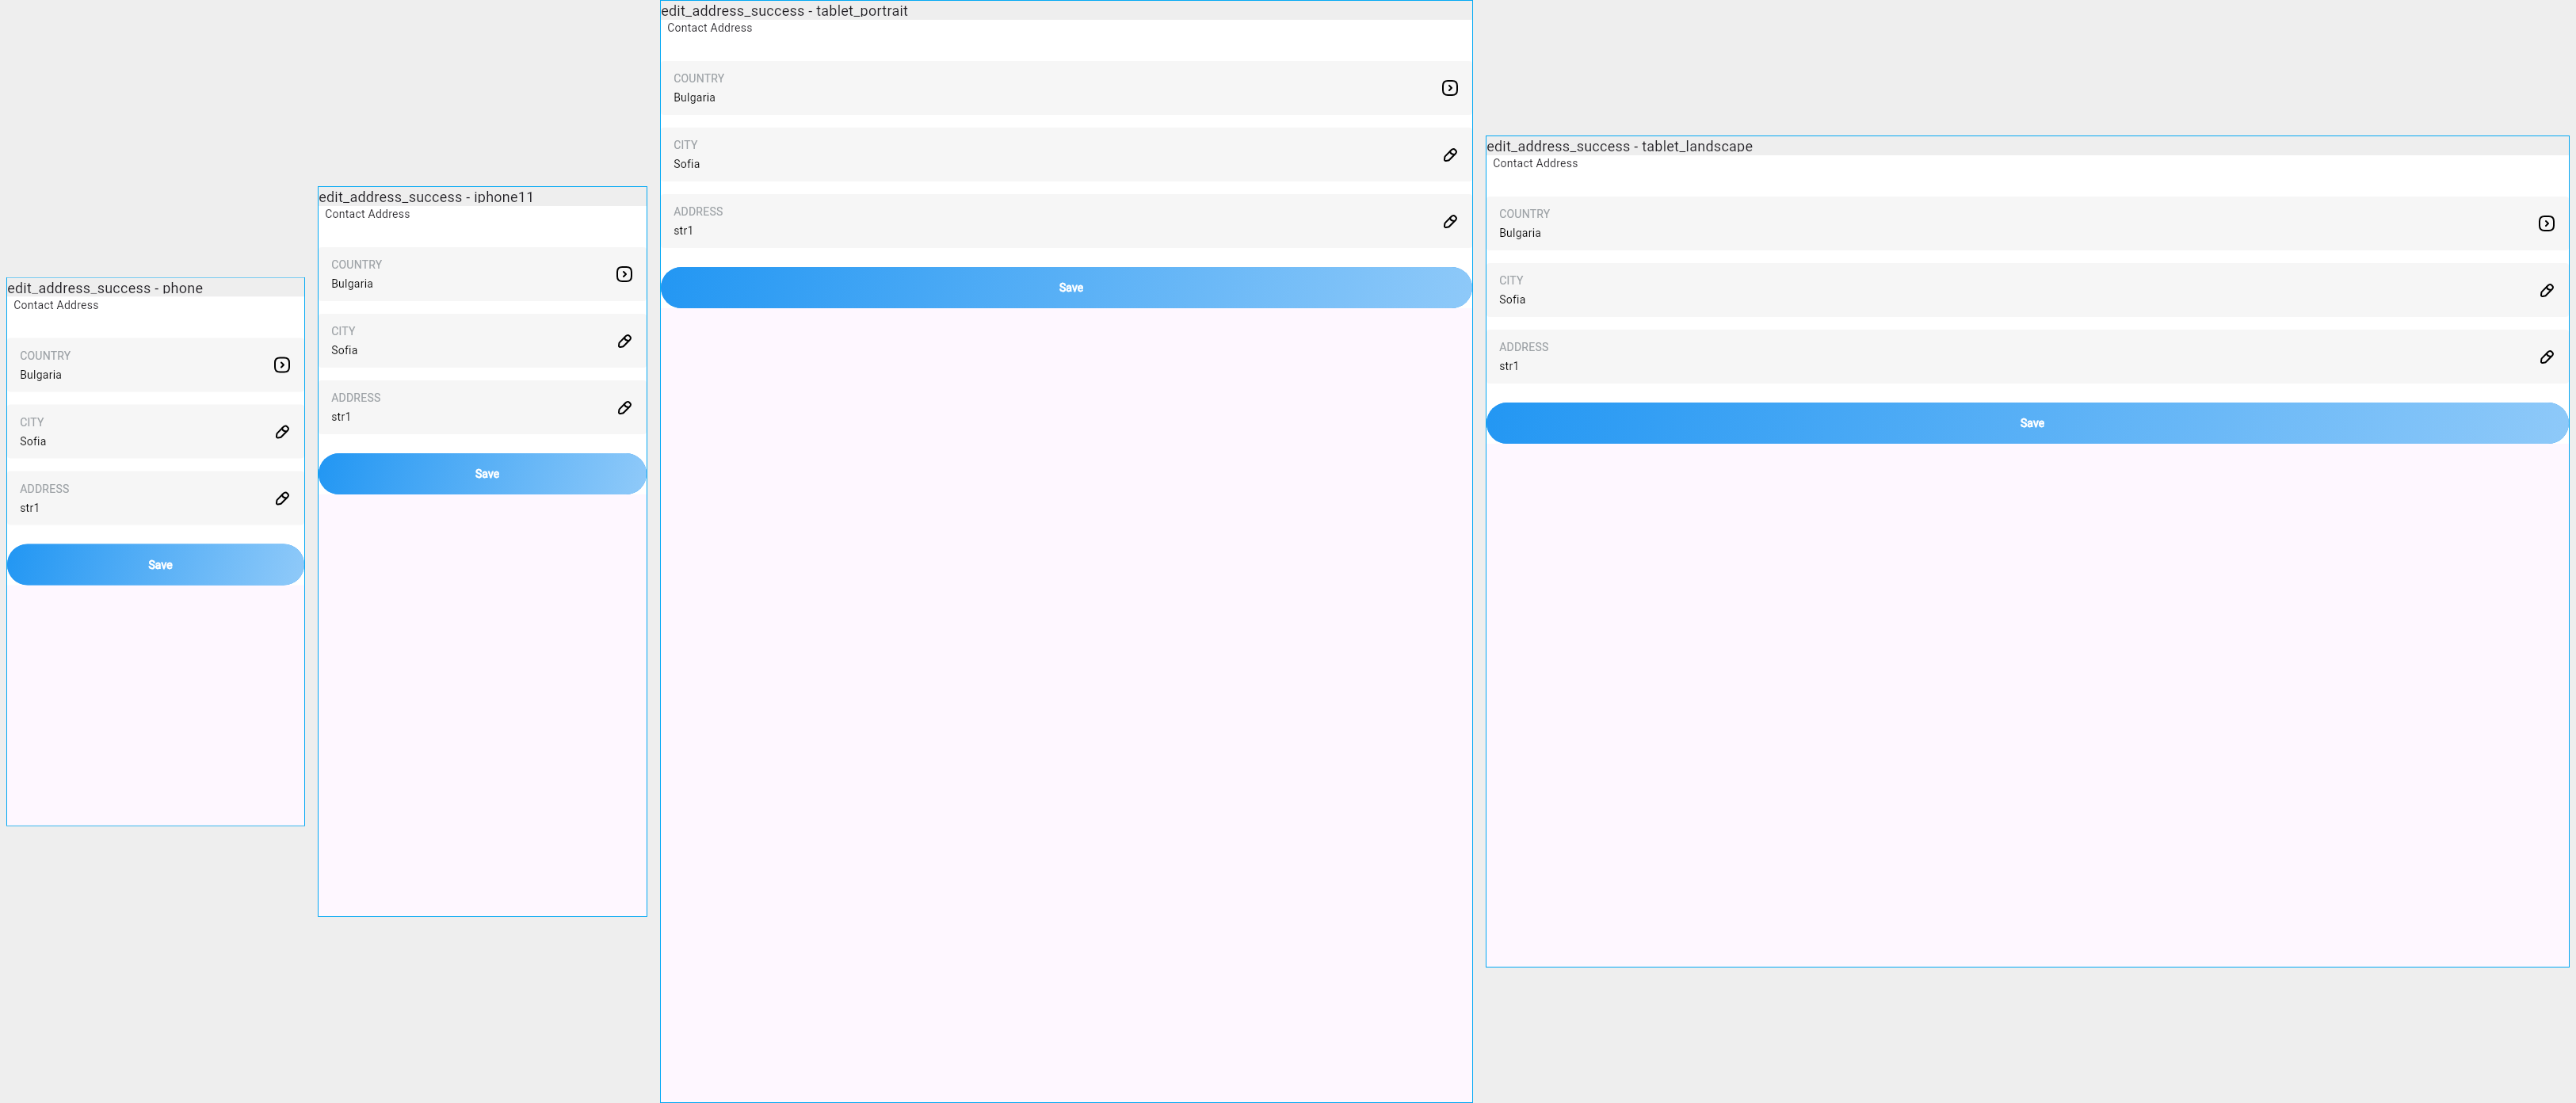 edit_address_success - phone
Contact Address
COUNTRY
Bulgaria
CITY
Sofia
ADDRESS
str1
Save
edit_address_success - iphone11
Contact Address
COUNTRY
Bulgaria
CITY
Sofia
ADDRESS
str1
Save
edit_address_success - tablet_portrait
Contact Address
COUNTRY
Bulgaria
CITY
Sofia
ADDRESS
str1
Save
edit_address_success - tablet_landscape
Contact Address
COUNTRY
Bulgaria
CITY
Sofia
ADDRESS
str1
Save